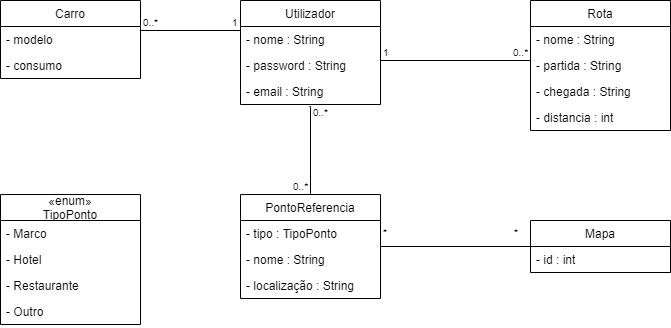 Carro
- modelo
- consumo
0..*
1
Utilizador
- nome : String
- password : String
- email : String
1
0..*
Rota
- nome : String
- partida : String
- chegada : String
- distancia : int
0..*
0..*
«enum»
TipoPonto
- Marco
- Hotel
- Restaurante
- Outro
PontoReferencia
- tipo : TipoPonto
- nome : String
- localização : String
*
*
Mapa
- id : int